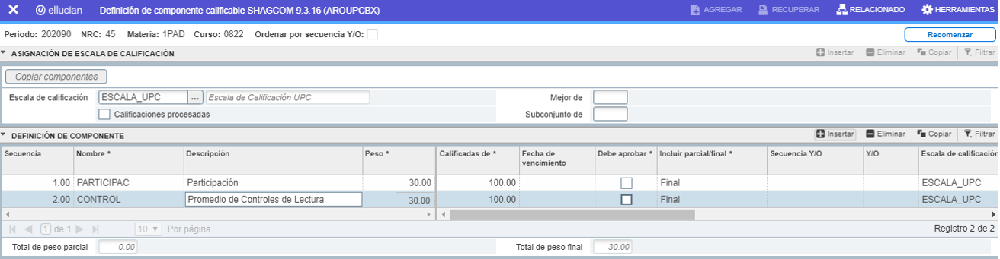 ellucian Definición de componente calificable SHAGCOM 9.3.16 (AROUPCBX) AGREGAR RECUPERAR RELACIONADO HERRAMIENTAS
Periodo: 202090 NRC: 45 Materia: 1PAD Curso: 0822 Ordenar por secuencia Y/O: Recomenzar
ASIGNACIÓN DE ESCALA DE CALIFICACIÓN Insertar Eliminar Copiar Filtrar
Copiar componentes
Escala de calificación ESCALA_UPC ... Escala de Calificación UPC Mejor de
Calificaciones procesadas Subconjunto de
DEFINICIÓN DE COMPONENTE Insertar Eliminar Copiar Filtrar
Secuencia Nombre * Descripción Peso * Calificadas de * Fecha de vencimiento Debe aprobar * Incluir parcial/final * Secuencia Y/O Y/O Escala de calificación
1.00 PARTICIPAC Participación 30.00 100.00 Final ESCALA_UPC
2.00 CONTROL Promedio de Controles de Lectura 30.00 100.00 Final ESCALA_UPC
1 de 1 10 Por página Registro 2 de 2
Total de peso parcial 0.00 Total de peso final 30.00